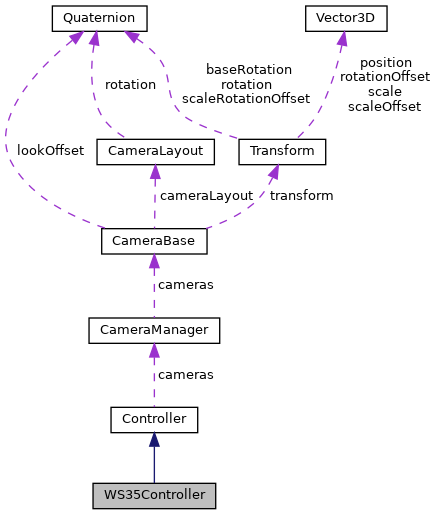 Quaternion
Vector3D
position
rotationOffset
scale
scaleOffset
baseRotation
rotation
scaleRotationOffset
rotation
lookOffset
CameraLayout
Transform
cameraLayout
transform
CameraBase
cameras
CameraManager
cameras
Controller
WS35Controller